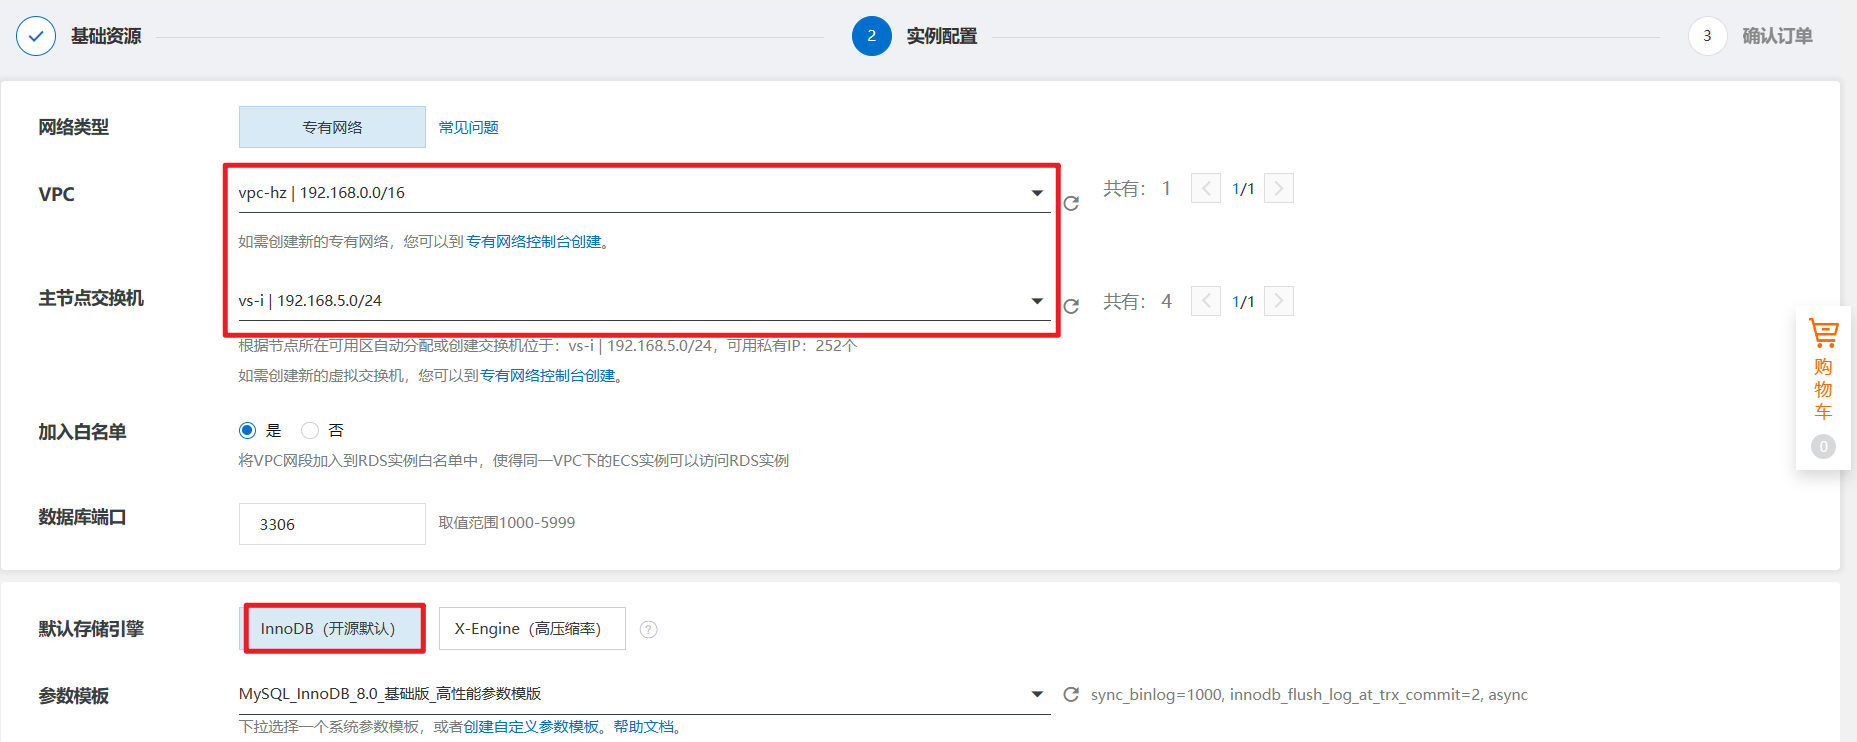 基础资源
2 实例配置
3 确认订单
网络类型 专有网络 常见问题
VPC vpc-hz | 192.168.0.0/16 共有： 1 1/1
如需创建新的专有网络，您可以到专有网络控制台创建。
主节点交换机 vs-i | 192.168.5.0/24 共有： 4 1/1
根据节点所在可用区自动分配或创建交换机位于：vs-i | 192.168.5.0/24，可用私有IP：252个
如需创建新的虚拟交换机，您可以到专有网络控制台创建。
加入白名单 是 否
将VPC网段加入到RDS实例白名单中，使得同一VPC下的ECS实例可以访问RDS实例
数据库端口 3306 取值范围1000-5999
默认存储引擎 InnoDB（开源默认） X-Engine（高压缩率） ?
参数模板 MySQL_InnoDB_8.0_基础版_高性能参数模版 sync_binlog=1000, innodb_flush_log_at_trx_commit=2, async
下拉选择一个系统参数模板，或者创建自定义参数模板。帮助文档。
购
物
车
0